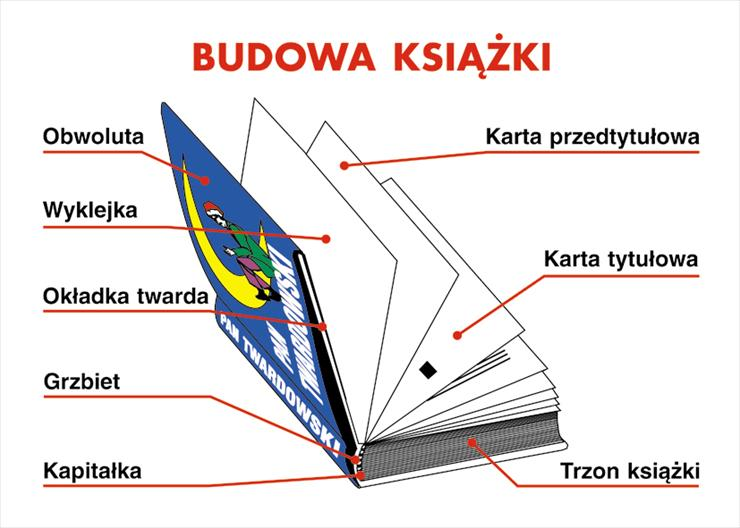 BUDOWA KSIĄŻKI
Obwoluta
Karta przedtytułowa
Wyklejka
Karta tytułowa
Okładka twarda
Grzbiet
Kapitałka
Trzon książki
PAN
TWARDOWSKI
PAN TWARDOWSKI